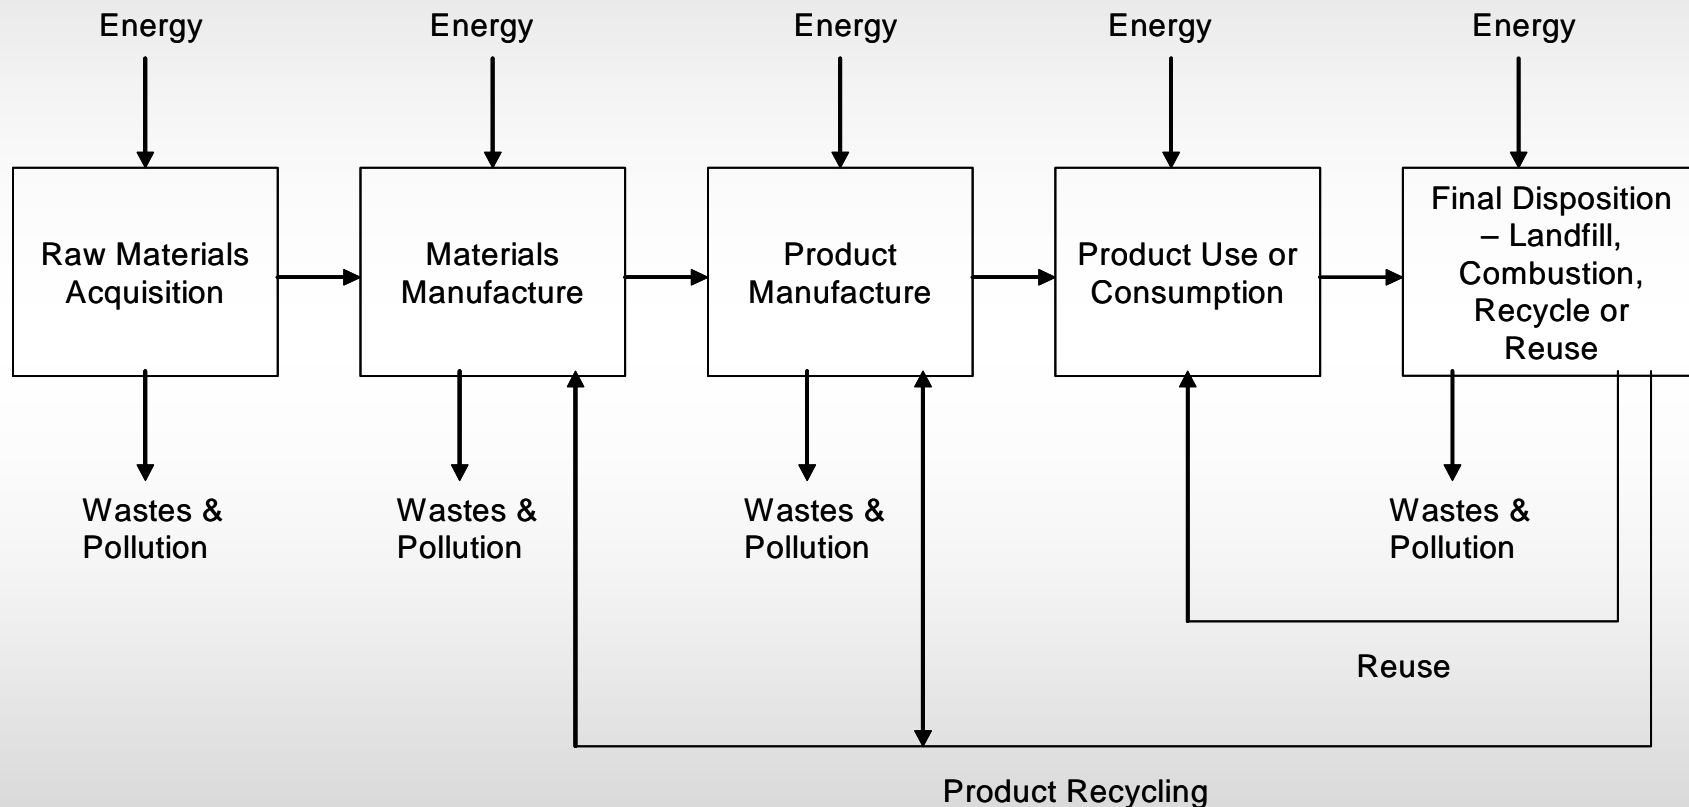 Energy
Energy
Energy
Energy
Energy
Raw Materials
Acquisition
Materials
Manufacture
Product
Manufacture
Product Use or
Consumption
Final Disposition
– Landfill,
Combustion,
Recycle or
Reuse
Wastes &
Pollution
Wastes &
Pollution
Wastes &
Pollution
Wastes &
Pollution
Reuse
Product Recycling